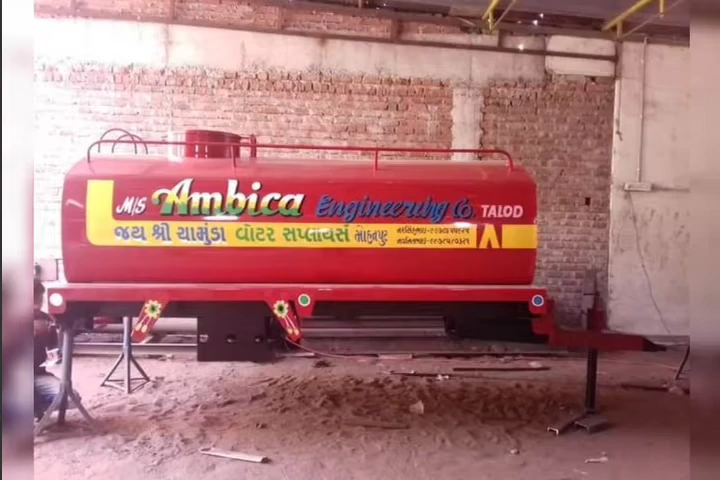 M/S Ambica Engineering Co. TALOD
જય શ્રી ચામુંડા વોટર સપ્લાયર્સ